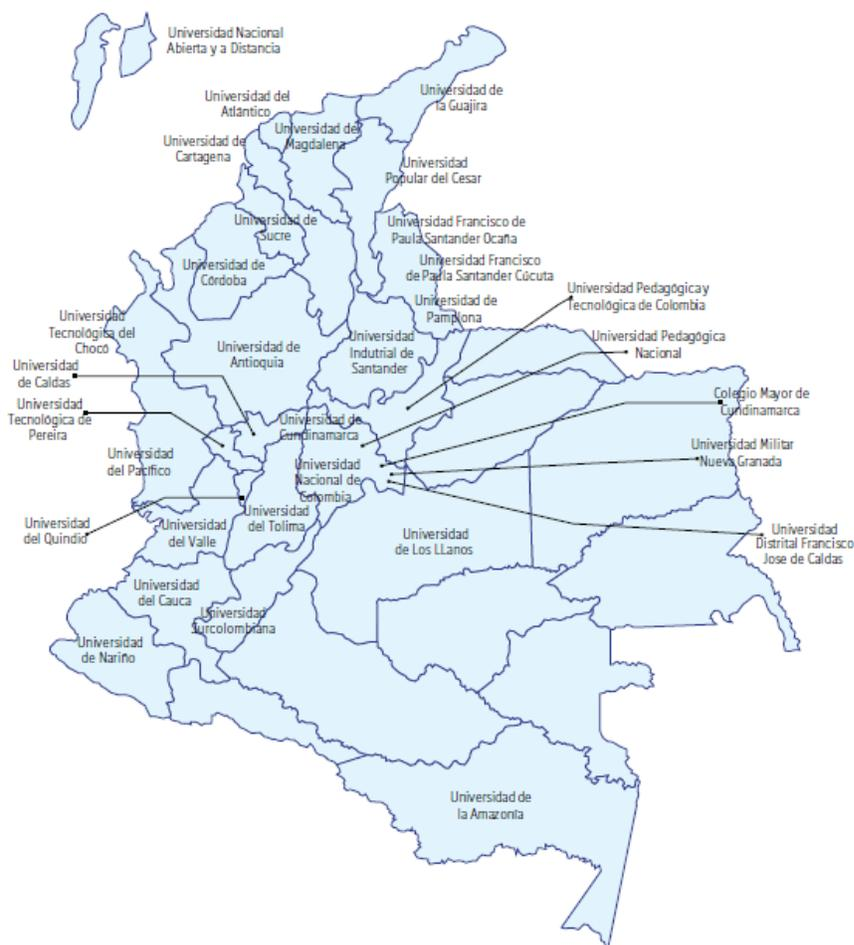 Universidad Nacional
Abierta y a Distancia
Universidad de
la Guajira
Universidad del
Atlántico
Universidad de
Magdalena
Universidad de
Cartagena
Universidad
Popular del Cesar
Universidad de
Sucre
Universidad Francisco de
Paula Santander Ocaña
Universidad de
Córdoba
Universidad Francisco
de Paula Santander Cúcuta
Universidad Pedagógica y
Tecnológica de Colombia
Universidad de
Pamplona
Universidad
Tecnológica del
Chocó
Universidad de
Antioquia
Universidad
Indutrial de
Santander
Universidad Pedagógica
Nacional
Universidad
de Caldas
Universidad
Tecnológica de
Pereira
Universidad de
Cundinamarca
Colegio Mayor de
Cundinamarca
Universidad
del Pacífico
Universidad
Nacional de
Colombia
Universidad Militar
Nueva Granada
Universidad
del Quindio
Universidad
del Valle
Universidad
del Tolima
Universidad
de Los LLanos
Universidad
Distrital Francisco
Jose de Caldas
Universidad
del Cauca
Universidad
Surcolombiana
Universidad
de Nariño
Universidad de
la Amazonía